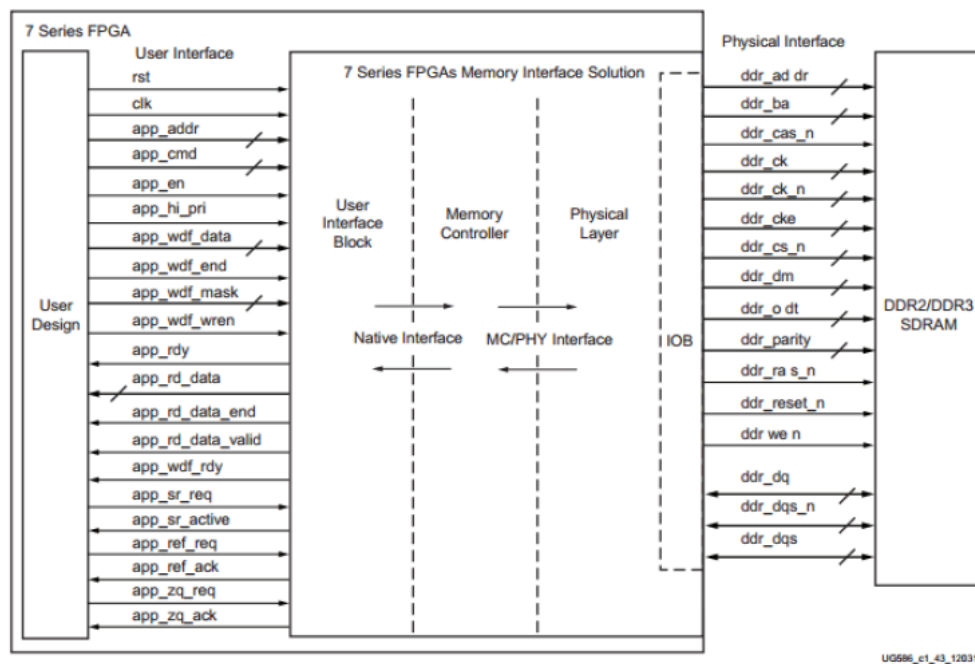 7 Series FPGA
User Interface
rst
clk
app_addr
app_cmd
app_en
app_hi_pri
app_wdf_data
app_wdf_end
app_wdf_mask
app_wdf_wren
app_rdy
app_rd_data
app_rd_data_end
app_rd_data_valid
app_wdf_rdy
app_sr_req
app_sr_active
app_ref_req
app_ref_ack
app_zq_req
app_zq_ack
User
Design
7 Series FPGAs Memory Interface Solution
User
Interface
Block
Memory
Controller
Physical
Layer
Native Interface
MC/PHY Interface
IOB
Physical Interface
ddr_ad dr
ddr_ba
ddr_cas_n
ddr_ck
ddr_ck_n
ddr_cke
ddr_cs_n
ddr_dm
ddr_o dt
ddr_parity
ddr_ra s_n
ddr_reset_n
ddr we n
ddr_dq
ddr_dqs_n
ddr_dqs
DDR2/DDR3
SDRAM
UG586_c1_43_12031